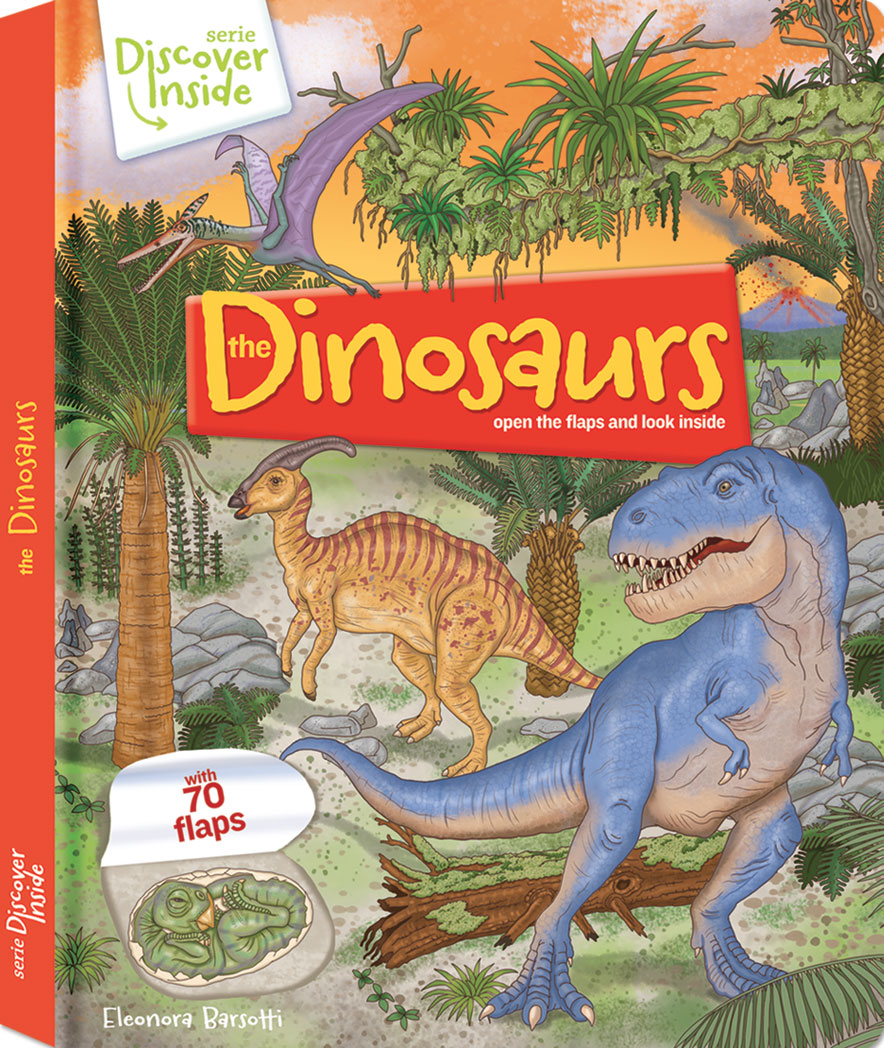 serie
Discover
Inside
the Dinosaurs
open the flaps and look inside
with
70
flaps
Eleonora Barsotti
the Dinosaurs
serie Discover
Inside